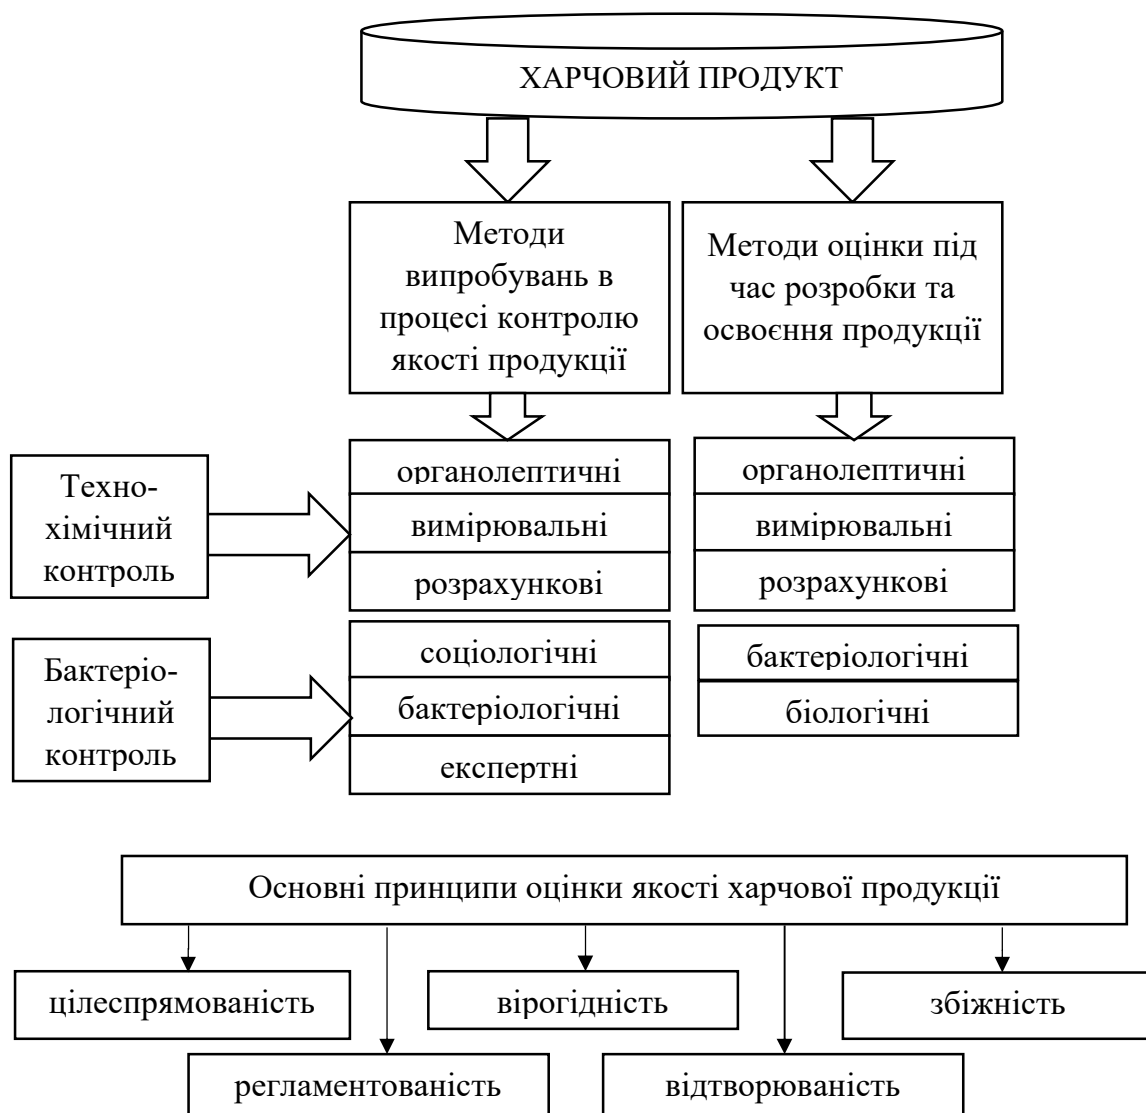 ХАРЧОВИЙ ПРОДУКТ
Методи
випробувань в
процесі контролю
якості продукції
Методи оцінки під
час розробки та
освоєння продукції
Техно-
хімічний
контроль
органолептичні
вимірювальні
розрахункові
органолептичні
вимірювальні
розрахункові
Бактеріо-
логічний
контроль
соціологічні
бактеріологічні
експертні
бактеріологічні
біологічні
Основні принципи оцінки якості харчової продукції
цілеспрямованість
вірогідність
збіжність
регламентованість
відтворюваність